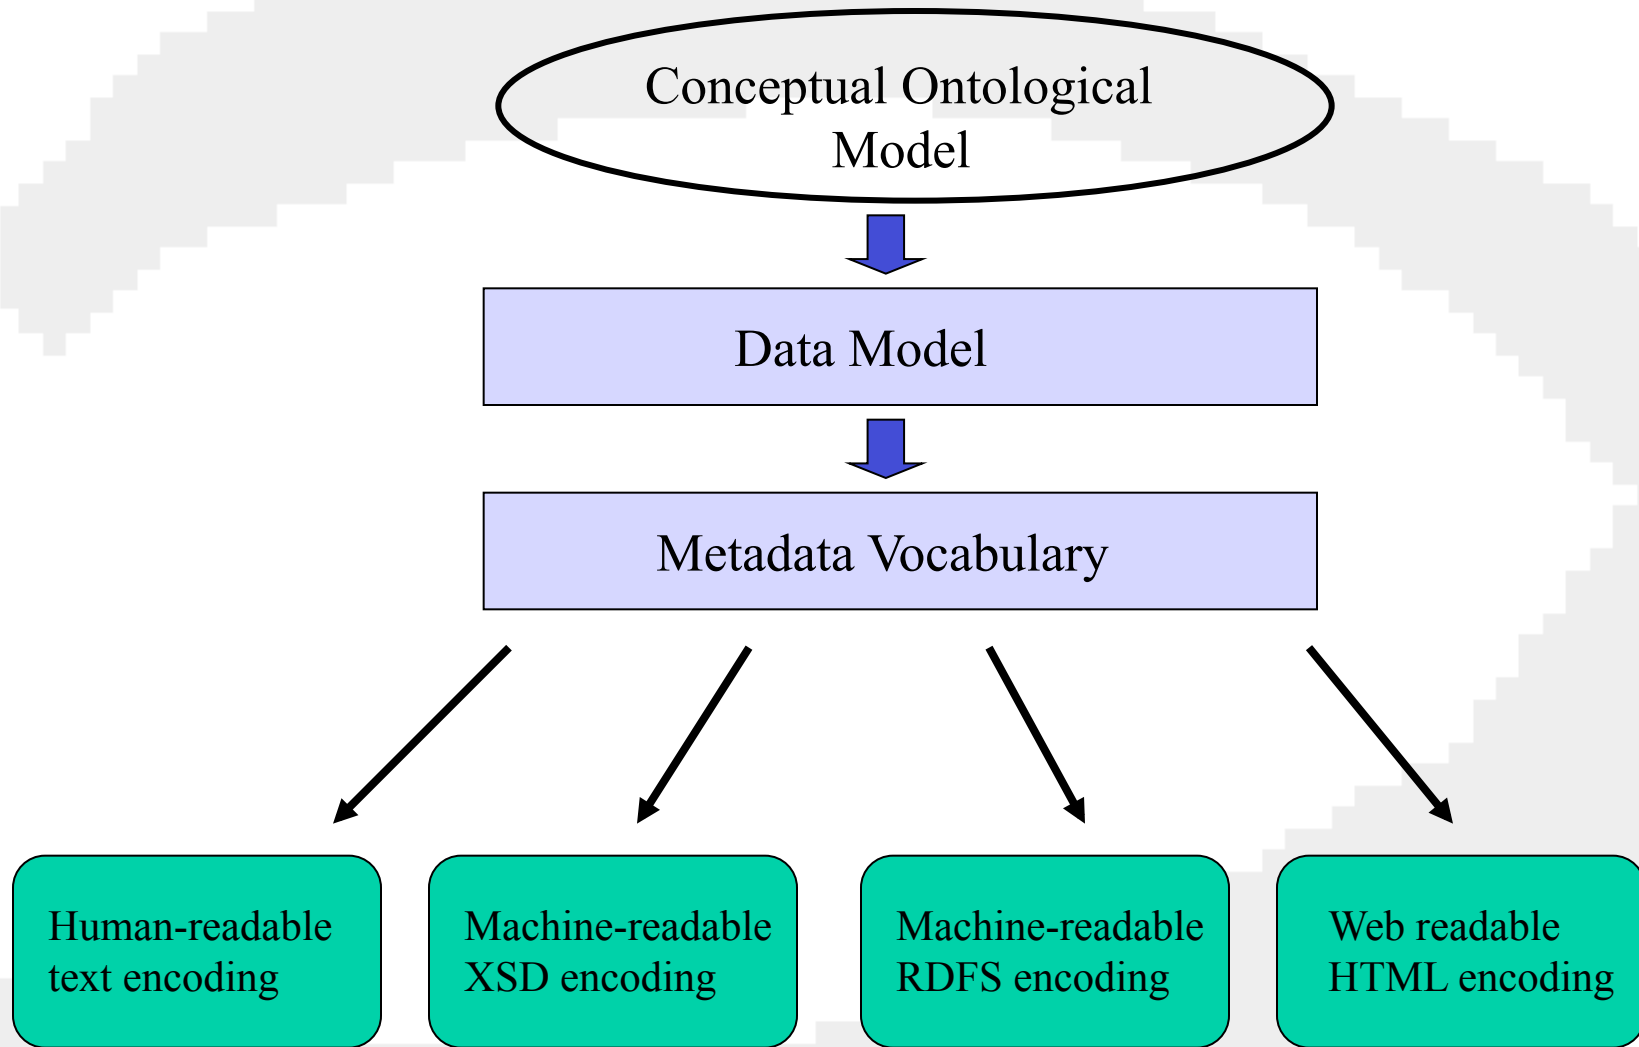 Conceptual Ontological
Model
Data Model
Metadata Vocabulary
Human-readable
text encoding
Machine-readable
XSD encoding
Machine-readable
RDFS encoding
Web readable
HTML encoding